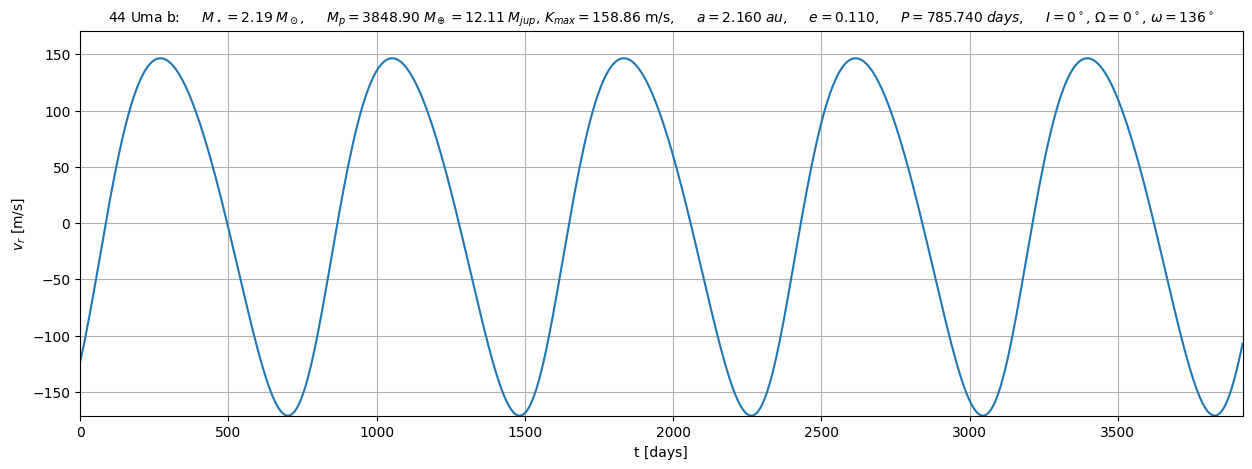 44 Uma b: M⋆ = 2.19 M⊙, Mp = 3848.90 M⊕ = 12.11 Mjup, Kmax = 158.86 m/s, a = 2.160 au, e = 0.110, P = 785.740 days, I = 0°, Ω = 0°, ω = 136°
150
100
50
0
−50
−100
−150
vr [m/s]
0 500 1000 1500 2000 2500 3000 3500
t [days]